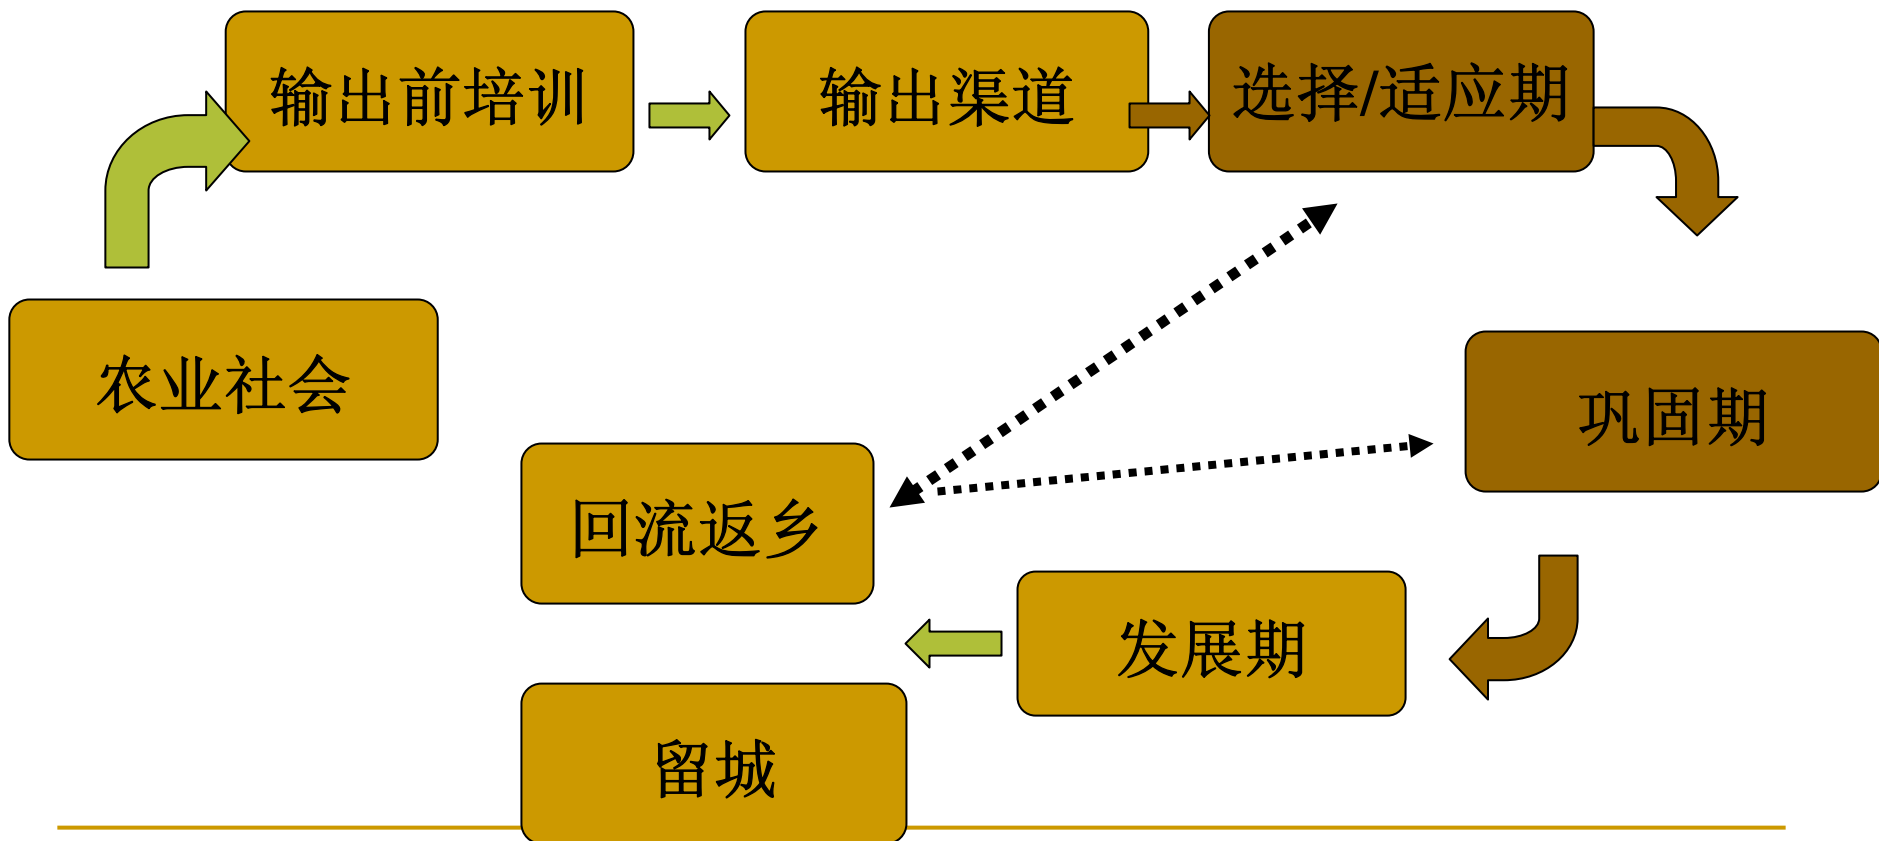 输出前培训
输出渠道
选择/适应期
农业社会
巩固期
回流返乡
发展期
留城